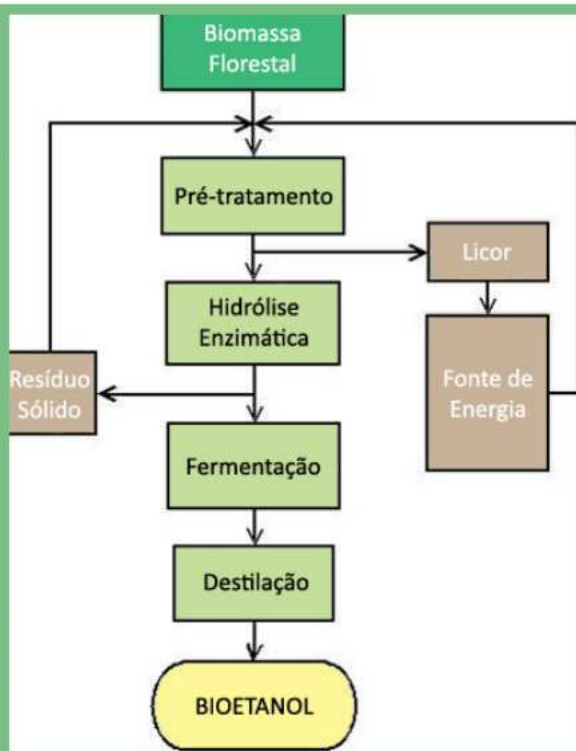 Biomassa
Florestal
Pré-tratamento
Licor
Hidrólise
Enzimática
Resíduo
Sólido
Fonte de
Energia
Fermentação
Destilação
BIOETANOL